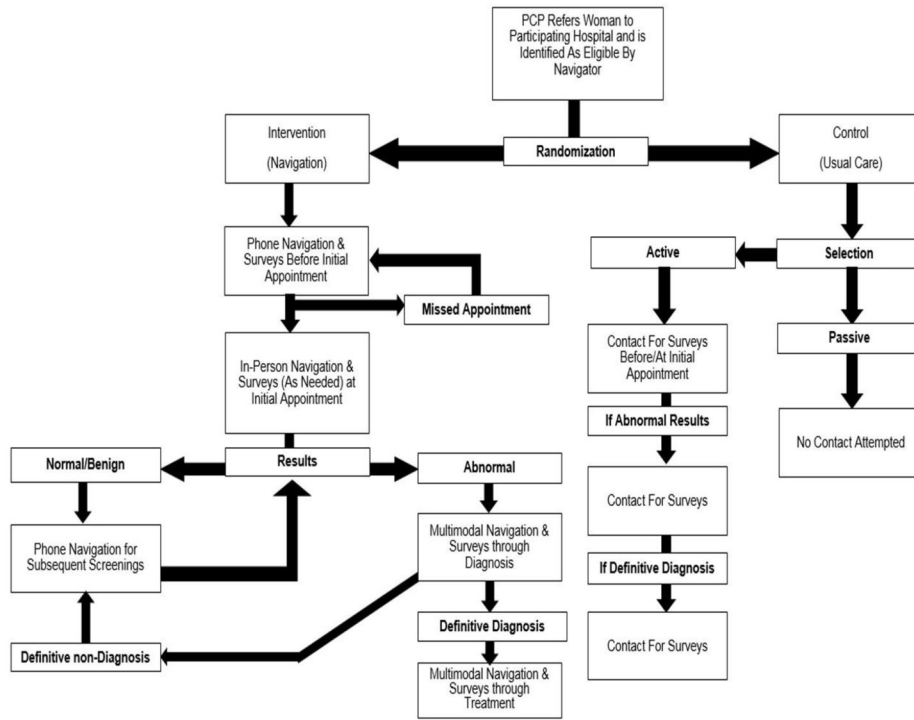 PCP Refers Woman to
Participating Hospital and is
Identified As Eligible By
Navigator
Intervention
(Navigation)
Randomization
Control
(Usual Care)
Phone Navigation &
Surveys Before Initial
Appointment
Active
Selection
Missed Appointment
Passive
In-Person Navigation &
Surveys (As Needed) at
Initial Appointment
Contact For Surveys
Before/At Initial
Appointment
If Abnormal Results
No Contact Attempted
Normal/Benign
Results
Abnormal
Contact For Surveys
Phone Navigation for
Subsequent Screenings
Multimodal Navigation &
Surveys through
Diagnosis
If Definitive Diagnosis
Definitive non-Diagnosis
Definitive Diagnosis
Contact For Surveys
Multimodal Navigation &
Surveys through
Treatment